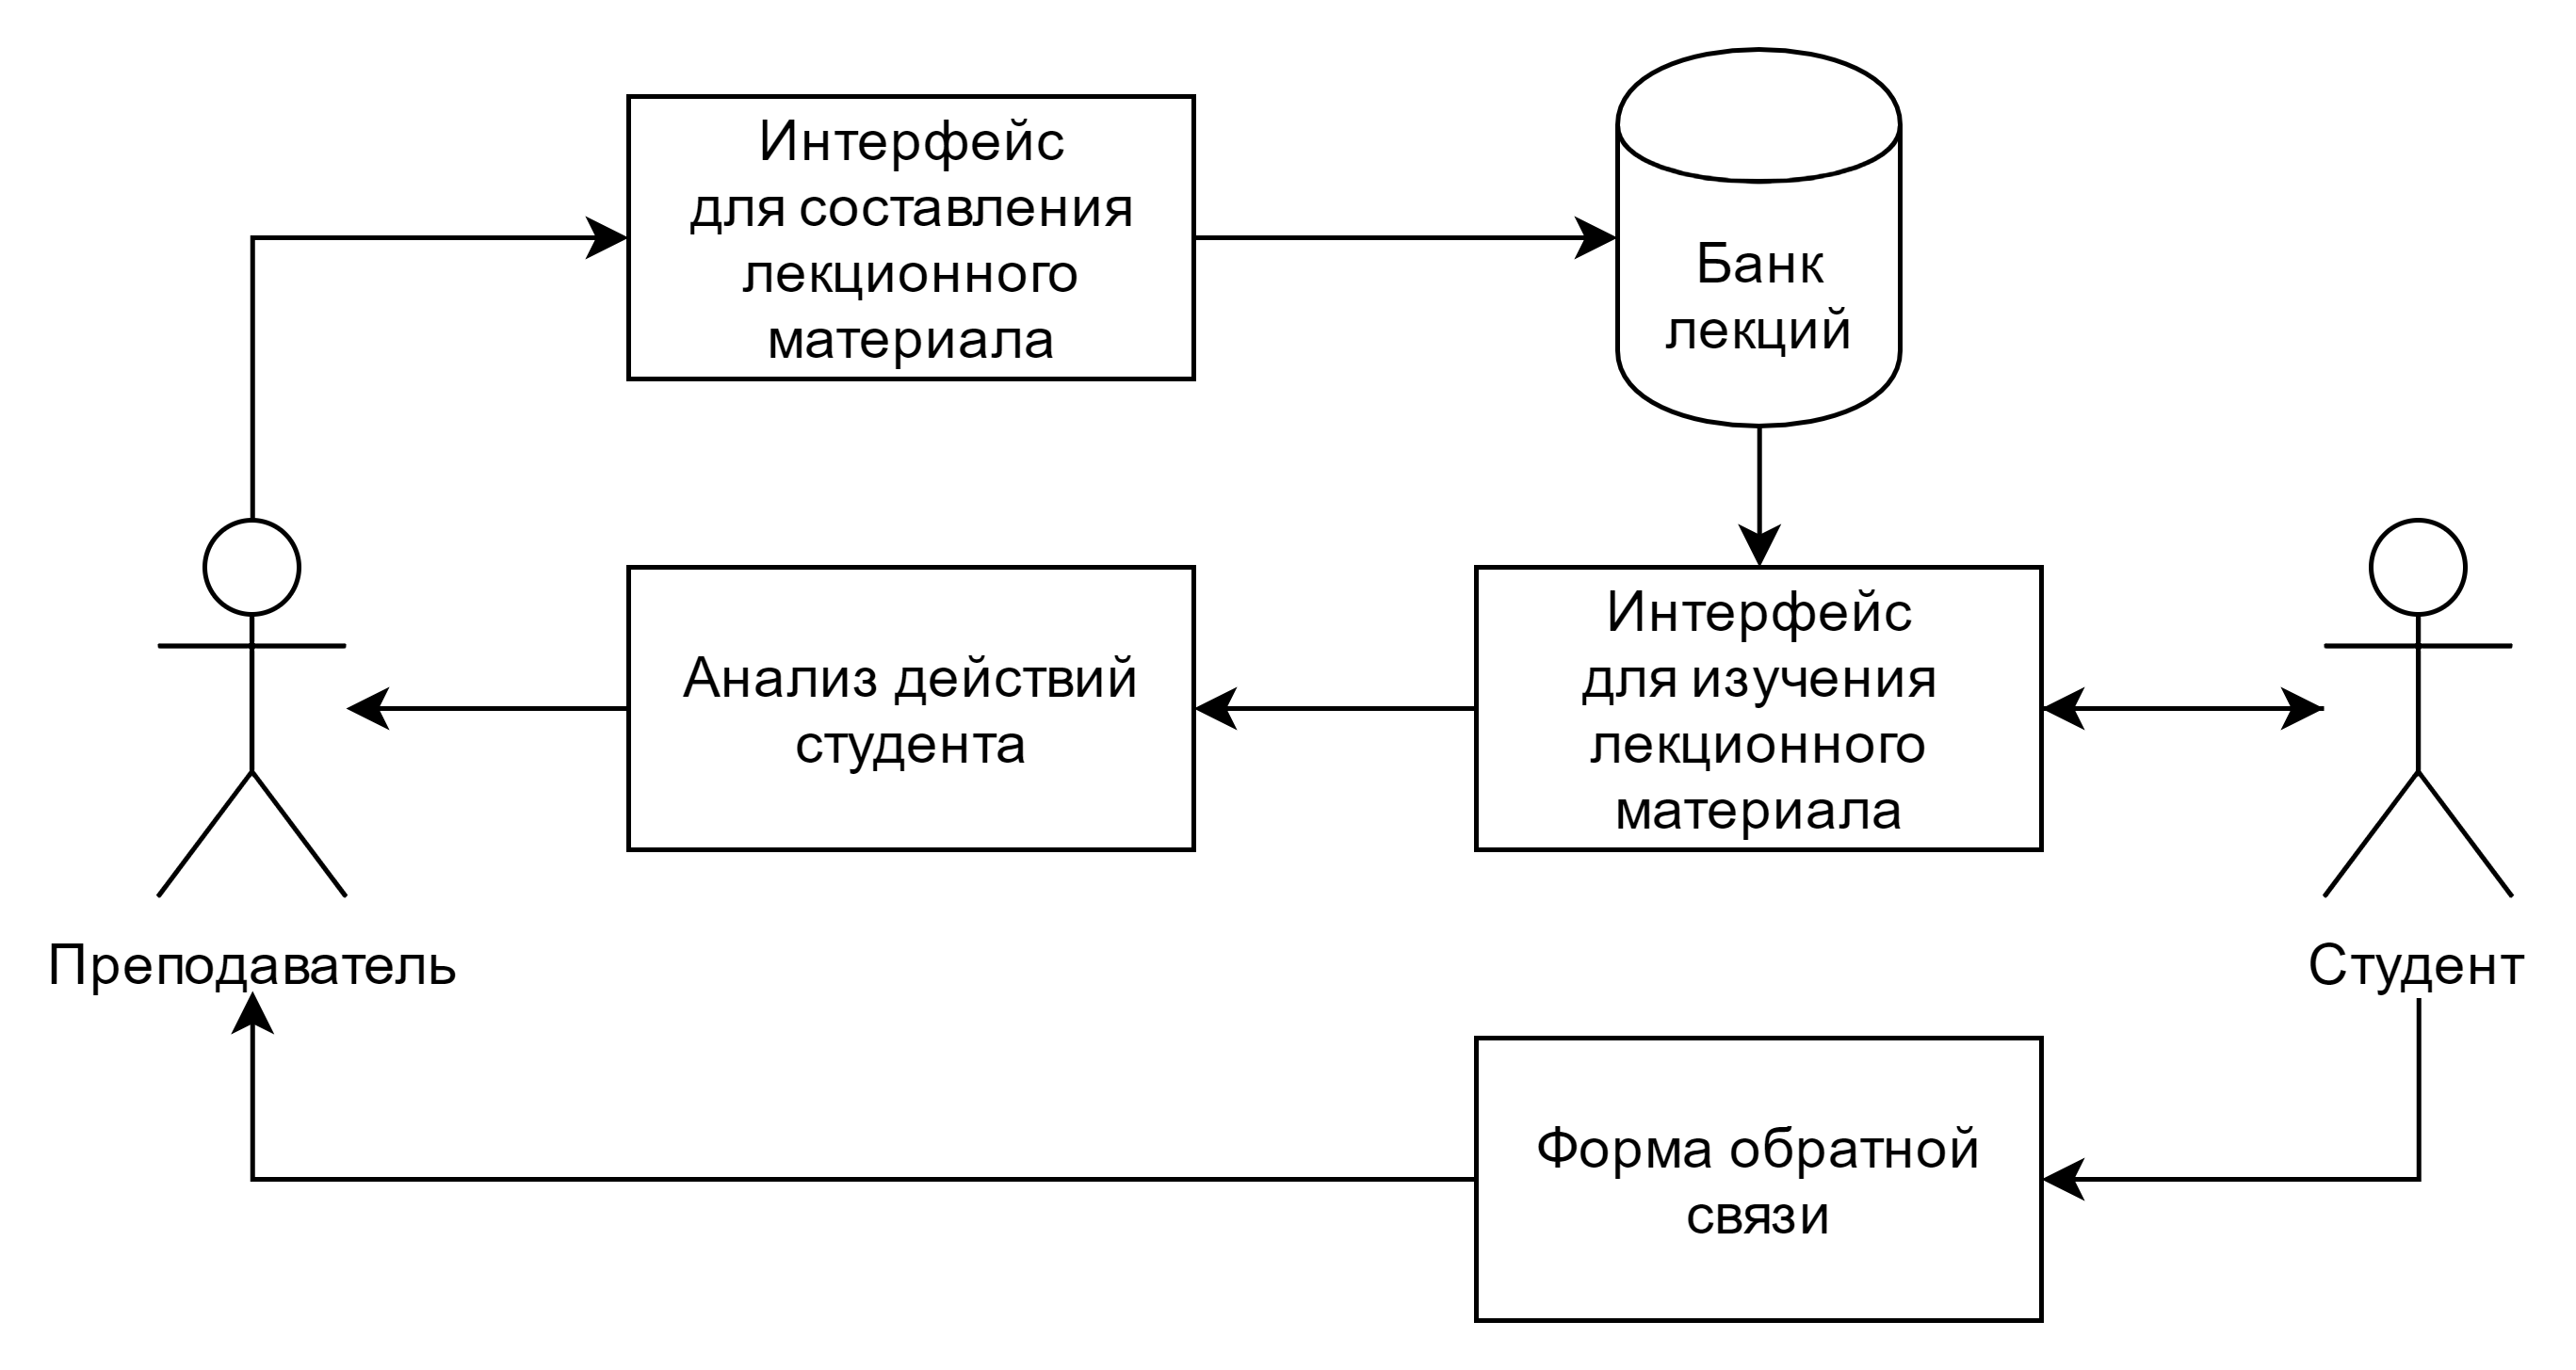 Интерфейс
для составления
лекционного
материала
Банк
лекций
Анализ действий
студента
Интерфейс
для изучения
лекционного
материала
Преподаватель
Студент
Форма обратной
связи